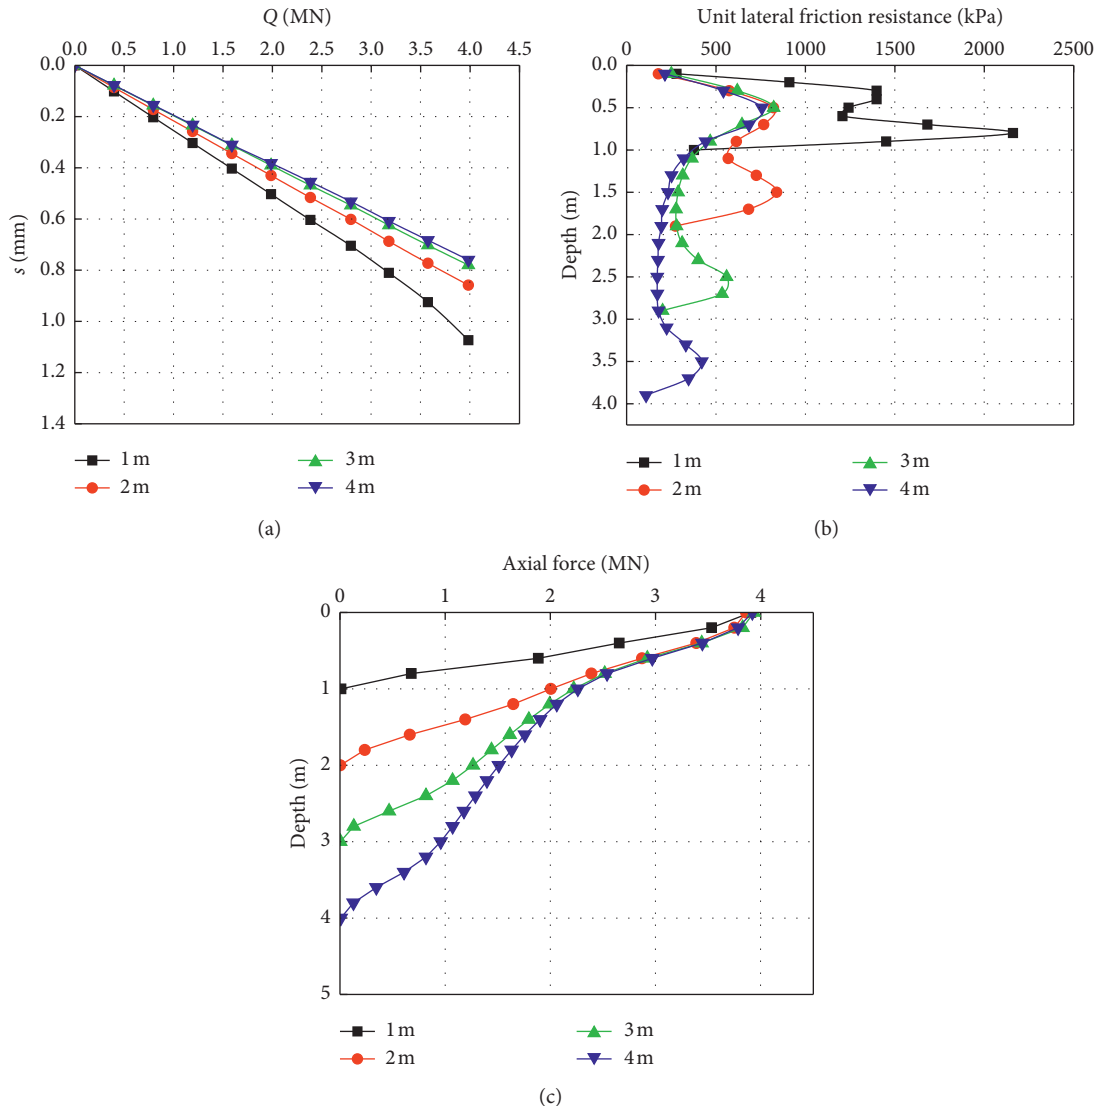 Q (MN)
0.0 0.5 1.0 1.5 2.0 2.5 3.0 3.5 4.0 4.5
0.0
0.2
0.4
0.6
0.8
1.0
1.2
1.4
s (mm)
1 m 3 m
2 m 4 m
(a)
Unit lateral friction resistance (kPa)
0 500 1000 1500 2000 2500
0.0
0.5
1.0
1.5
2.0
2.5
3.0
3.5
4.0
Depth (m)
1 m 3 m
2 m 4 m
(b)
Axial force (MN)
0 1 2 3 4
0
1
2
3
4
5
Depth (m)
1 m 3 m
2 m 4 m
(c)